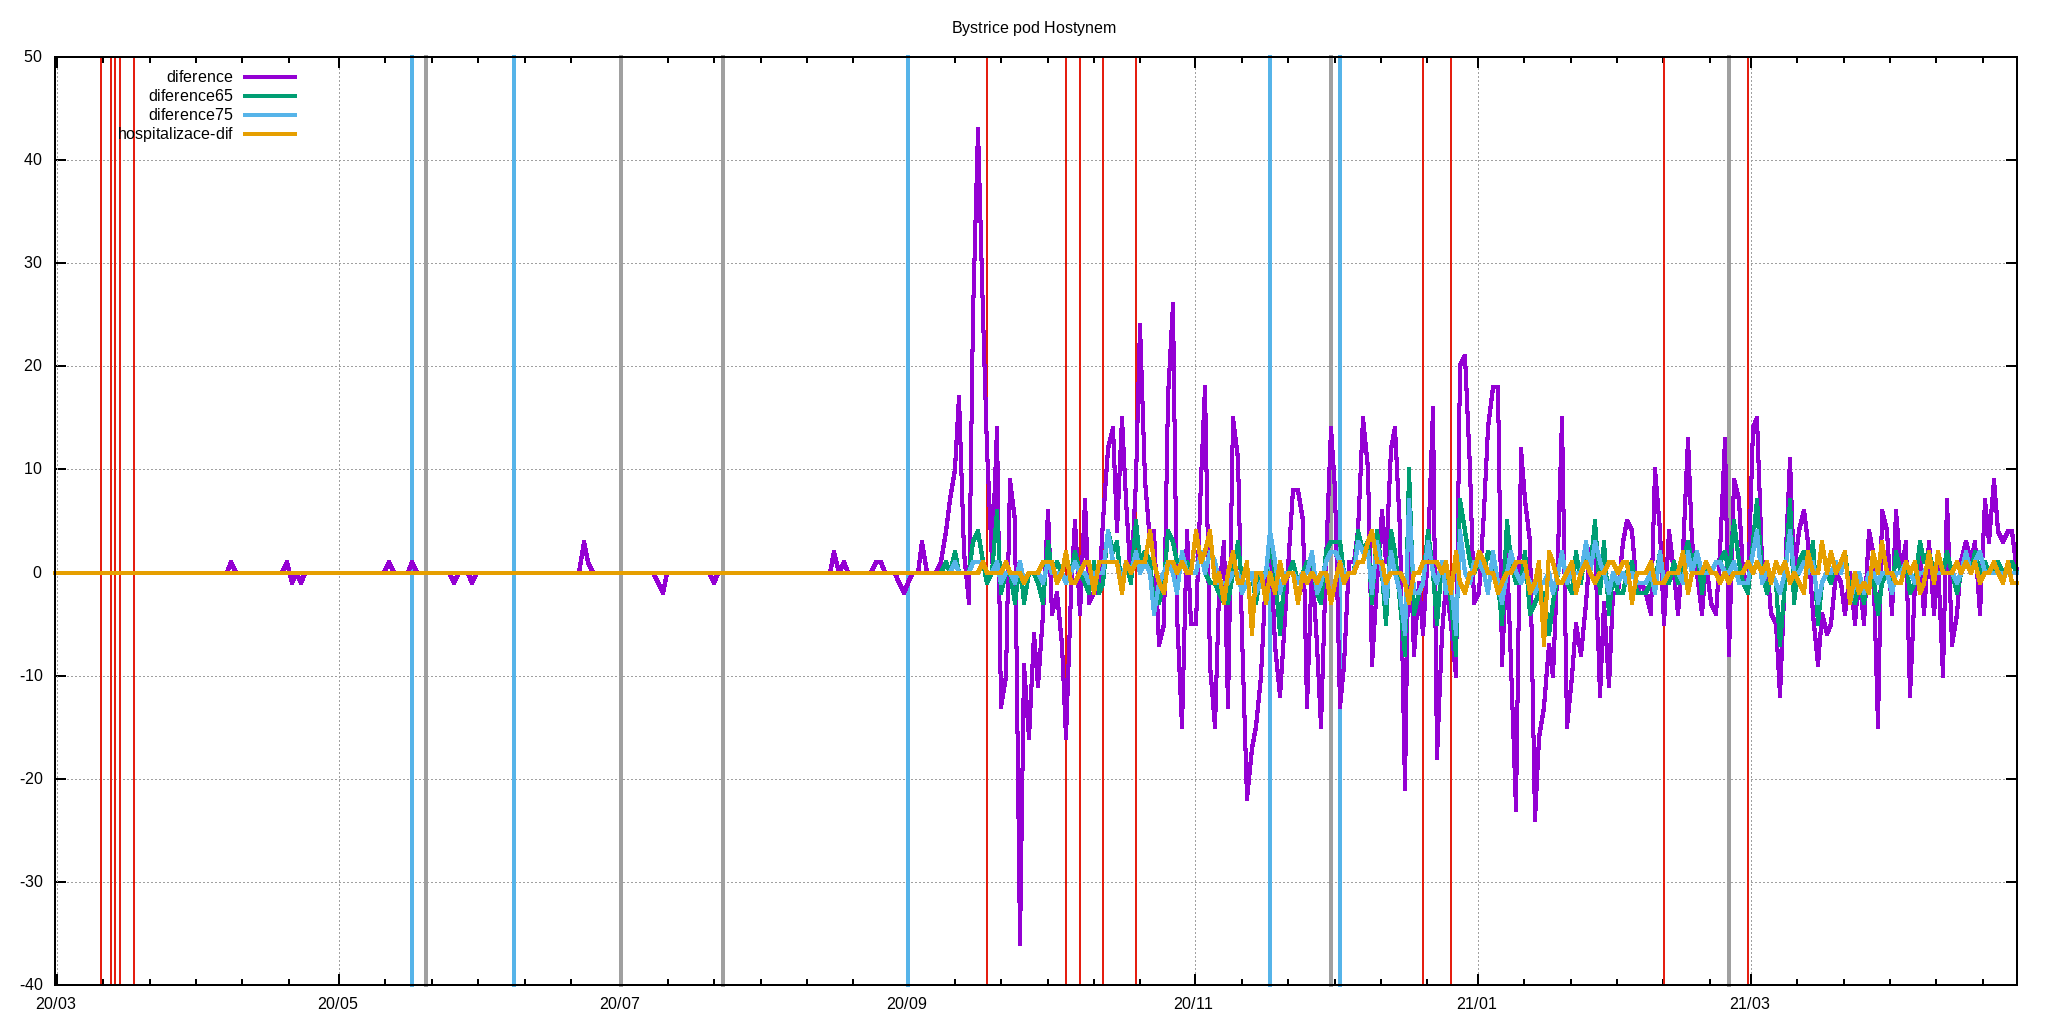 Bystrice pod Hostynem
50
40
30
20
10
0
-10
-20
-30
-40
diference
diference65
diference75
hospitalizace-dif
20/03 20/05 20/07 20/09 20/11 21/01 21/03